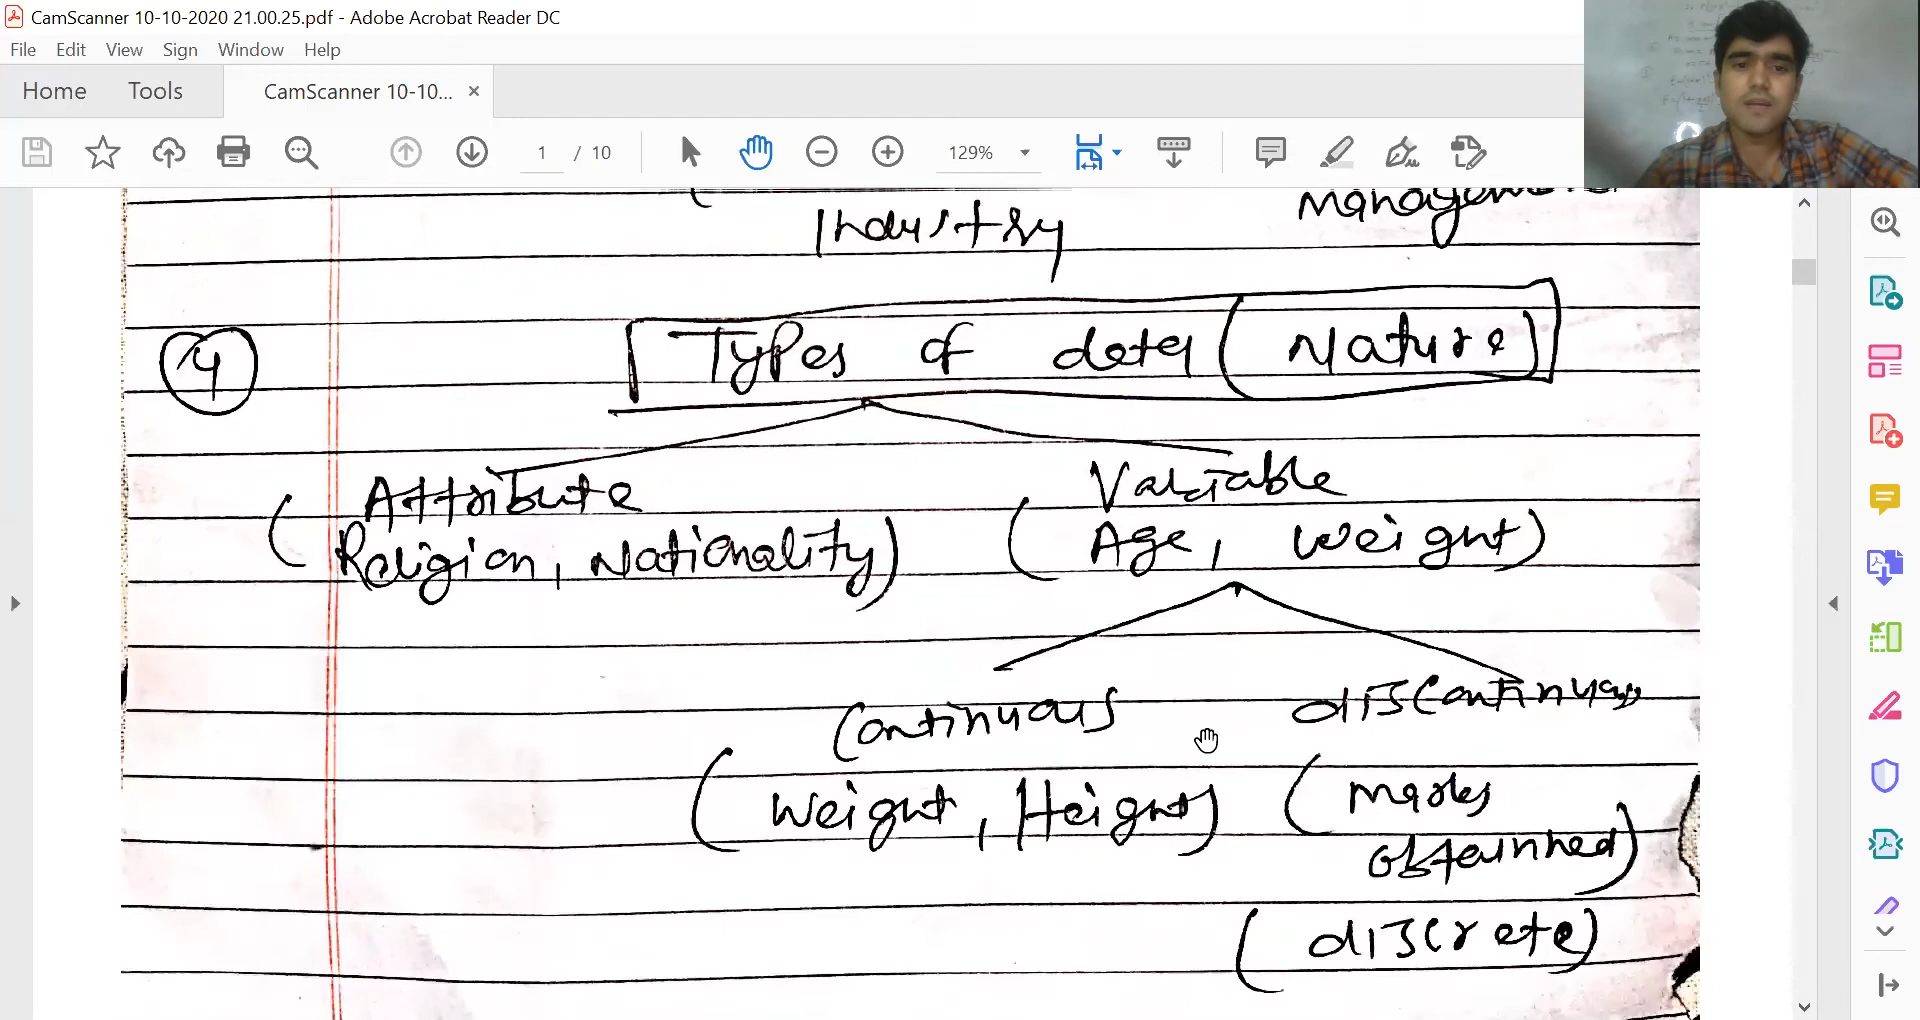 CamScanner 10-10-2020 21.00.25.pdf - Adobe Acrobat Reader DC
File Edit View Sign Window Help
Home Tools CamScanner 10-10... ×
1 / 10 129%
Industry
4
Types of data (Nature)
Attribute Variable
(Religion, Nationality) (Age, Weight)
Continuous discontinuous
(Weight, Height) (Marks
obtainned)
(discrete)